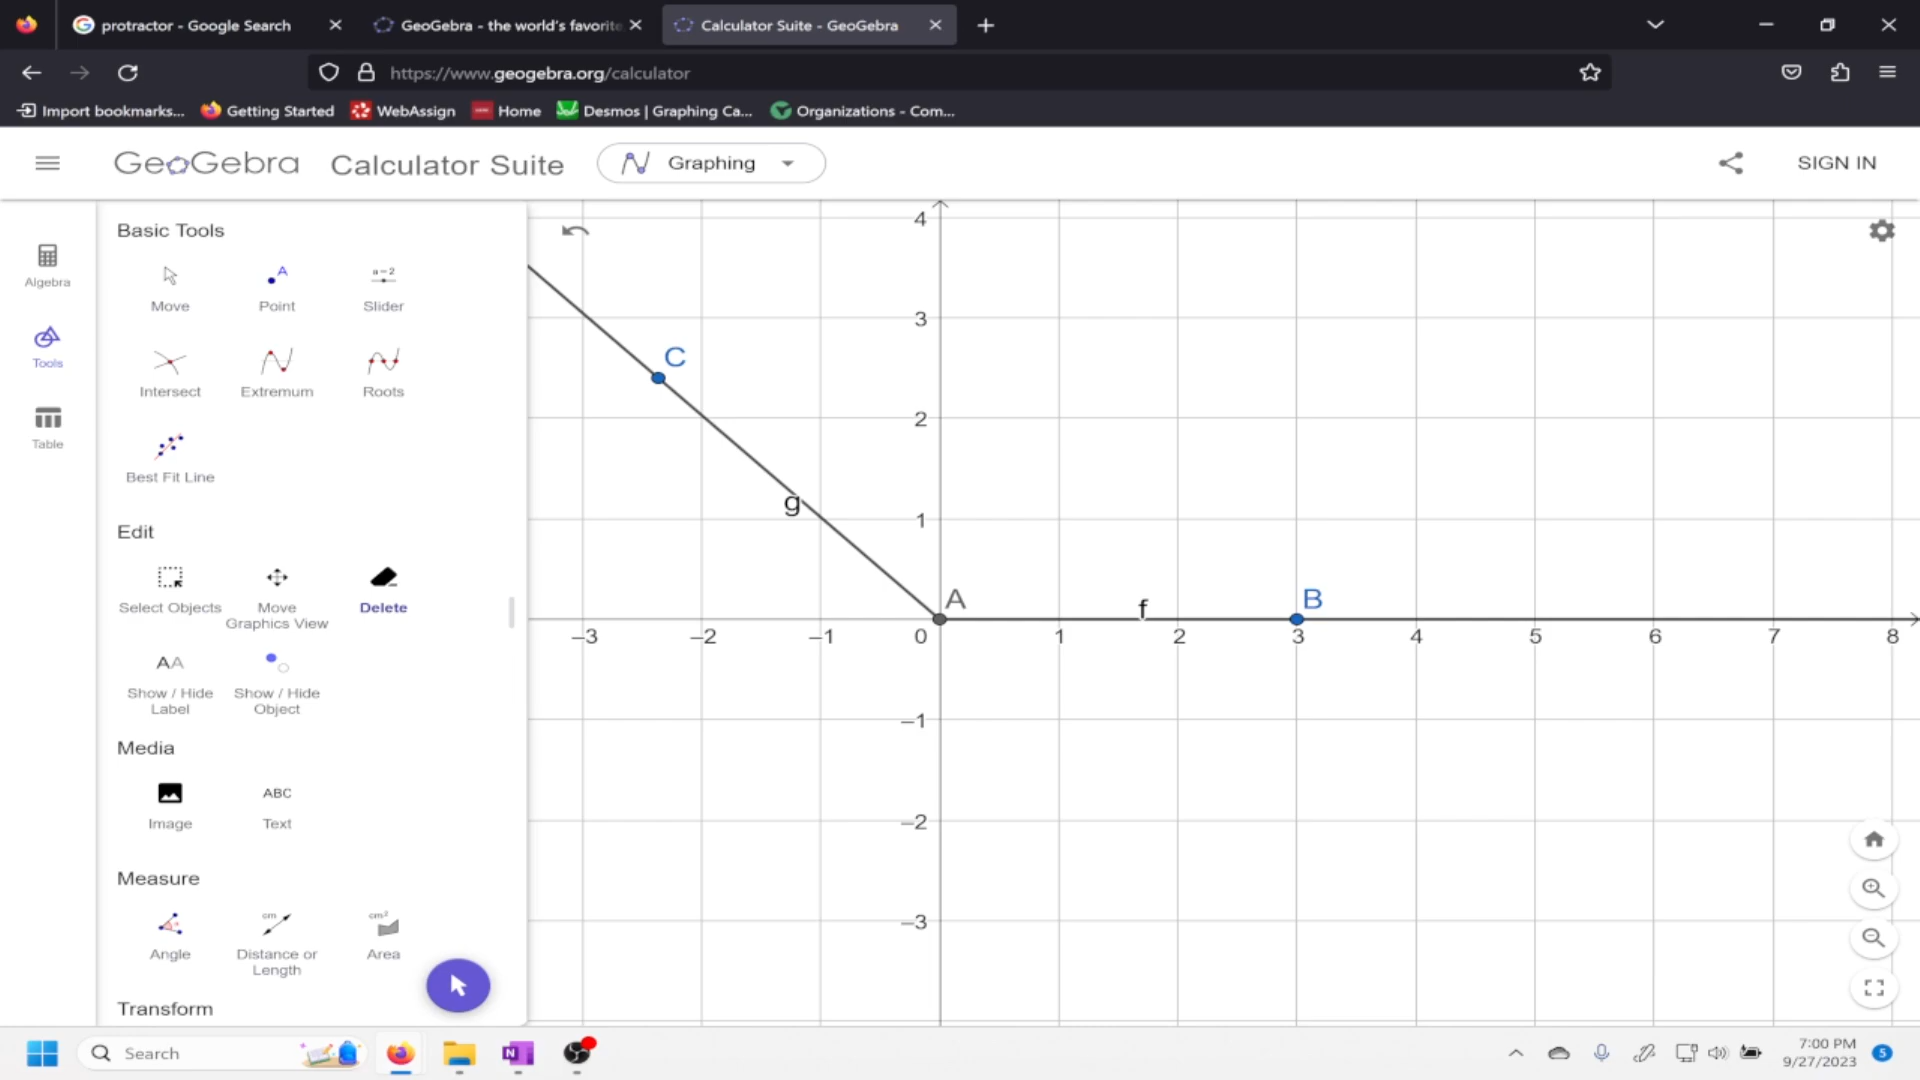 protractor - Google Search
GeoGebra - the world's favorite
Calculator Suite - GeoGebra
https://www.geogebra.org/calculator
Import bookmarks...
Getting Started
WebAssign
Home
Desmos | Graphing Ca...
Organizations - Com...
GeoGebra
Calculator Suite
Graphing
SIGN IN
Algebra
Tools
Table
Basic Tools
A
a=2
Move
Point
Slider
Intersect
Extremum
Roots
Best Fit Line
Edit
Select Objects
Move
Graphics View
Delete
AA
Show / Hide
Label
Show / Hide
Object
Media
ABC
Image
Text
Measure
cm
cm²
Angle
Distance or
Length
Area
Transform
4
3
C
2
g
1
A
f
B
–3
–2
–1
0
1
2
3
4
5
6
7
8
–1
–2
–3
Search
N
7:00 PM
9/27/2023
5